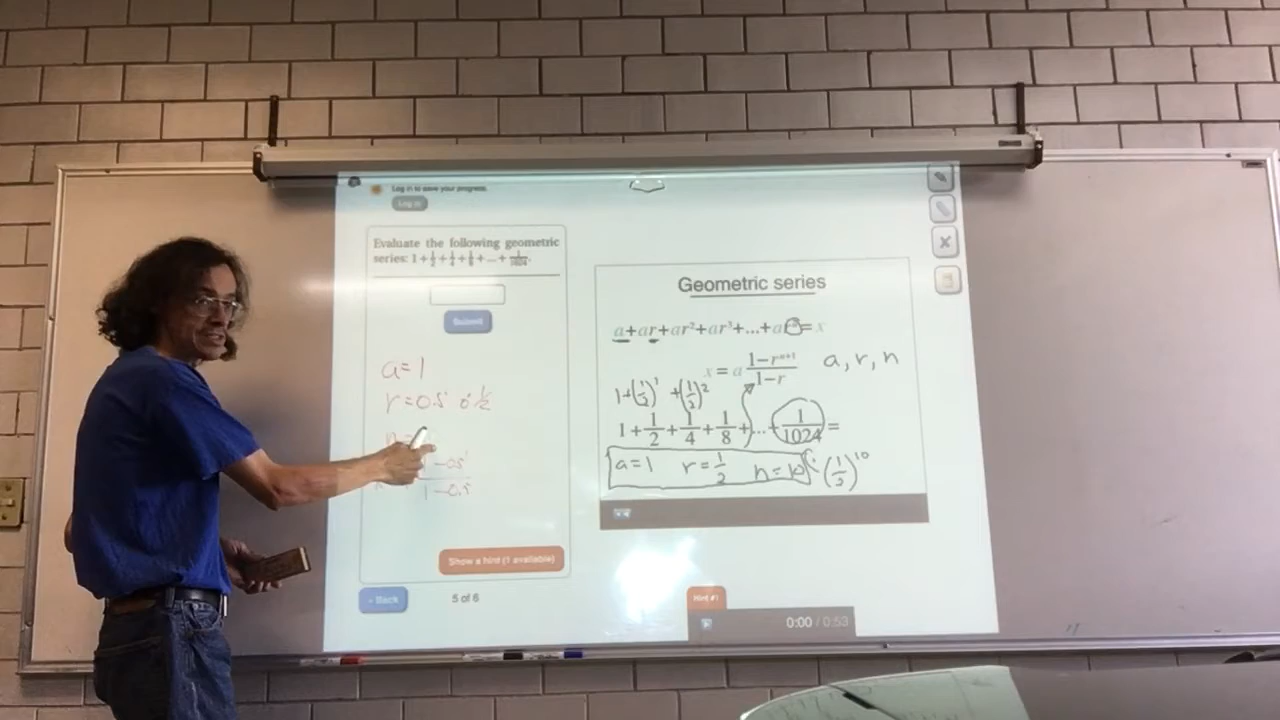 Log in to save your progress.
Log in
Evaluate the following geometric
series: 1 + 1/2 + 1/4 + 1/8 + ... + 1/1024.
Submit
a=1
r=0.5 or 1/2
n=
1-0.5
1-0.5
Show a hint (1 available)
Back
5 of 6
Geometric series
a+ar+ar²+ar³+...+ar =x
x = a (1-rⁿ⁺¹)/(1-r)
a, r, n
1+(1/2)¹ +(1/2)²
1+1/2+1/4+1/8+...+1/1024=
a=1 r=1/2 n=10 (1/2)¹⁰
Hint #1
0:00 / 0:53